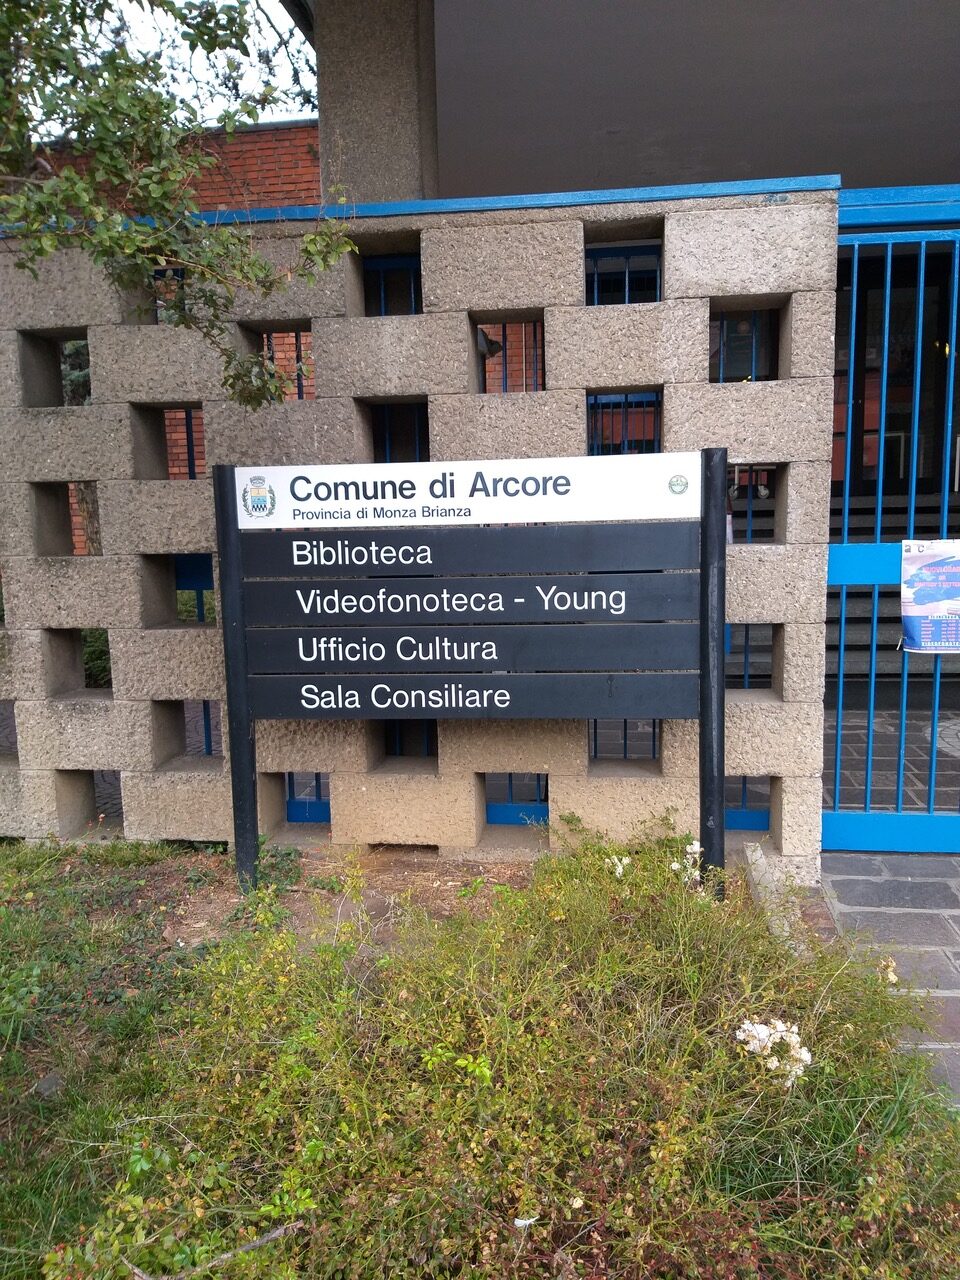 Comune di Arcore
Provincia di Monza Brianza
Biblioteca
Videofonoteca - Young
Ufficio Cultura
Sala Consiliare